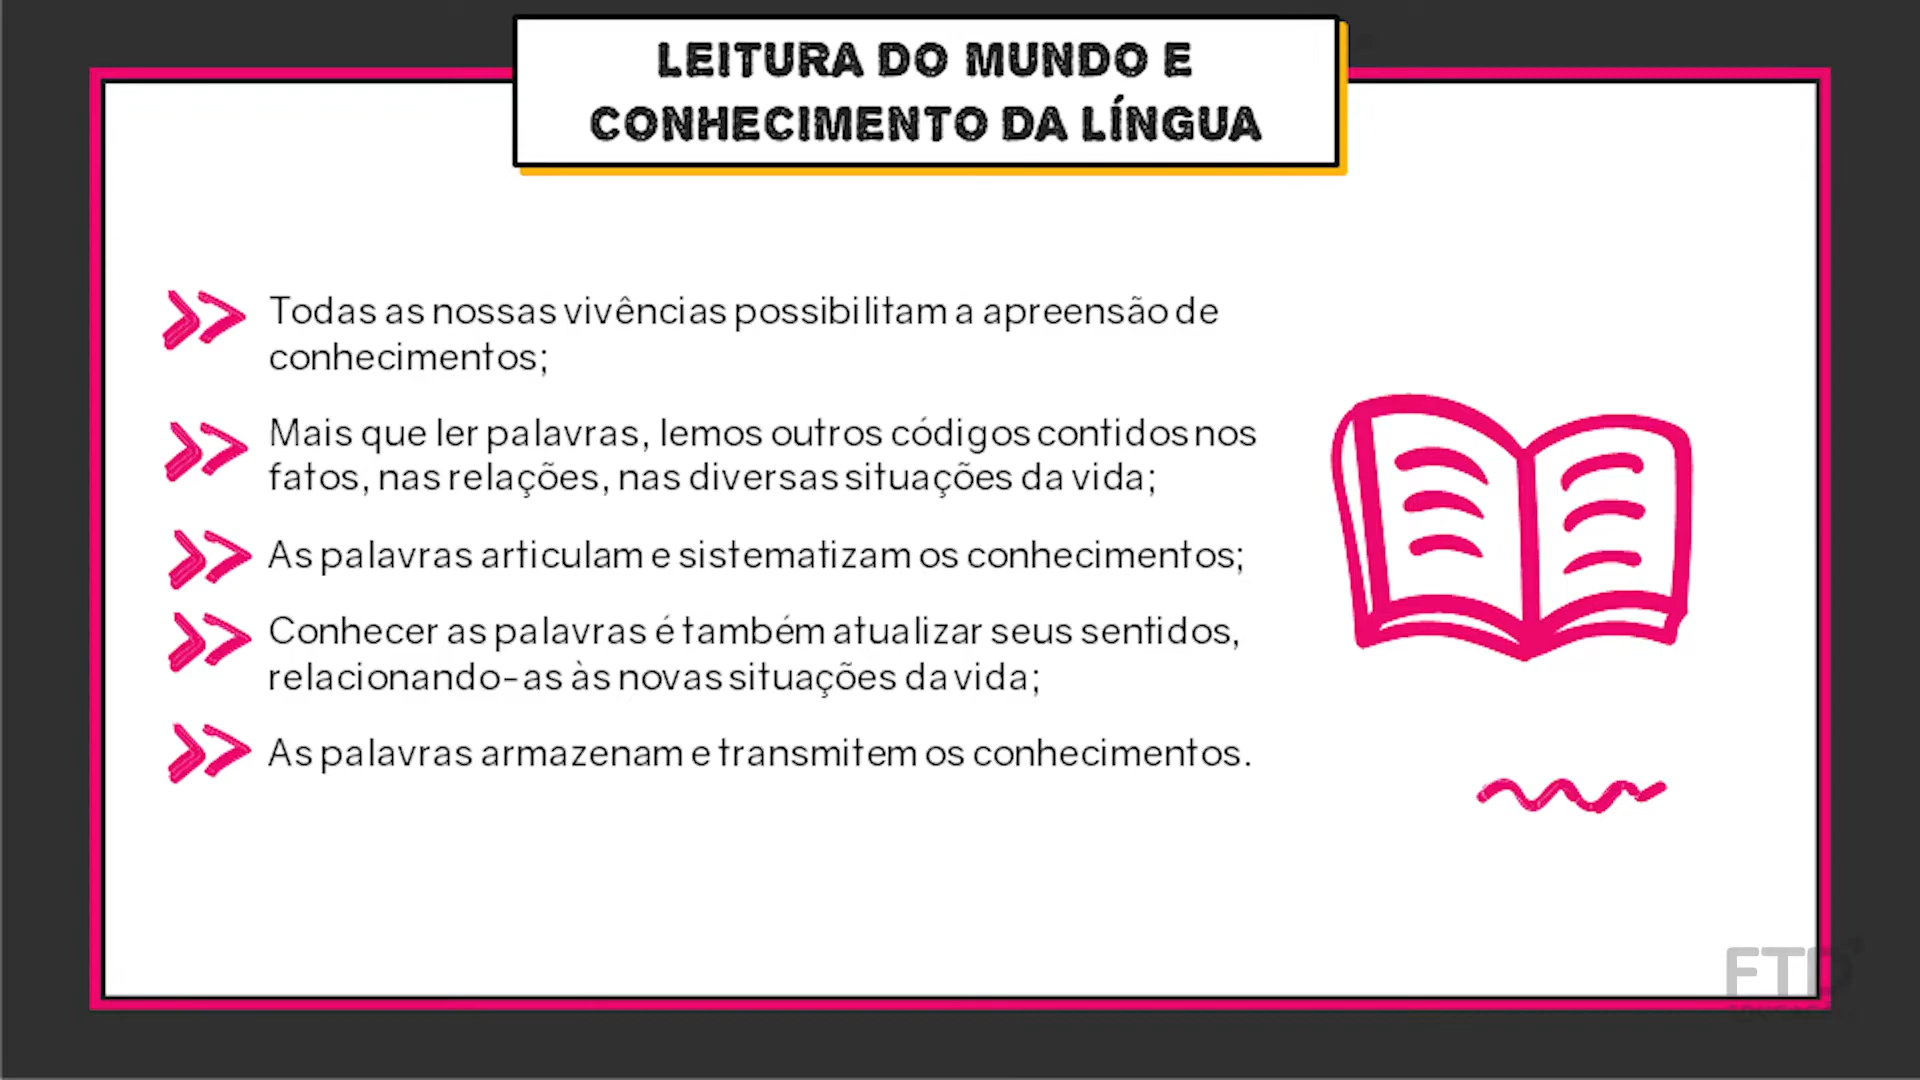 LEITURA DO MUNDO E
CONHECIMENTO DA LÍNGUA
Todas as nossas vivências possibilitam a apreensão de
conhecimentos;
Mais que ler palavras, lemos outros códigos contidos nos
fatos, nas relações, nas diversas situações da vida;
As palavras articulam e sistematizam os conhecimentos;
Conhecer as palavras é também atualizar seus sentidos,
relacionando-as às novas situações da vida;
As palavras armazenam e transmitem os conhecimentos.
FTD